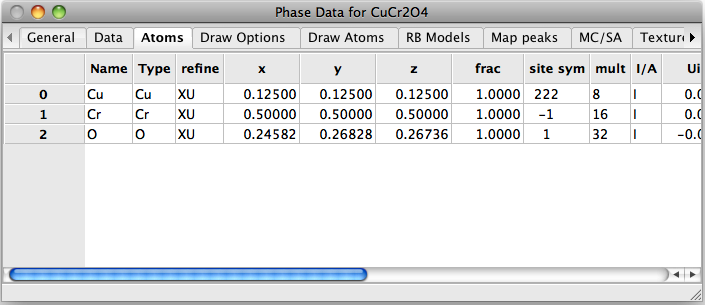 Phase Data for CuCr2O4
General Data Atoms Draw Options Draw Atoms RB Models Map peaks MC/SA Texture
Name Type refine x y z frac site sym mult I/A Ui
0 Cu Cu XU 0.12500 0.12500 0.12500 1.0000 222 8 I 0.0
1 Cr Cr XU 0.50000 0.50000 0.50000 1.0000 -1 16 I 0.0
2 O O XU 0.24582 0.26828 0.26736 1.0000 1 32 I -0.0